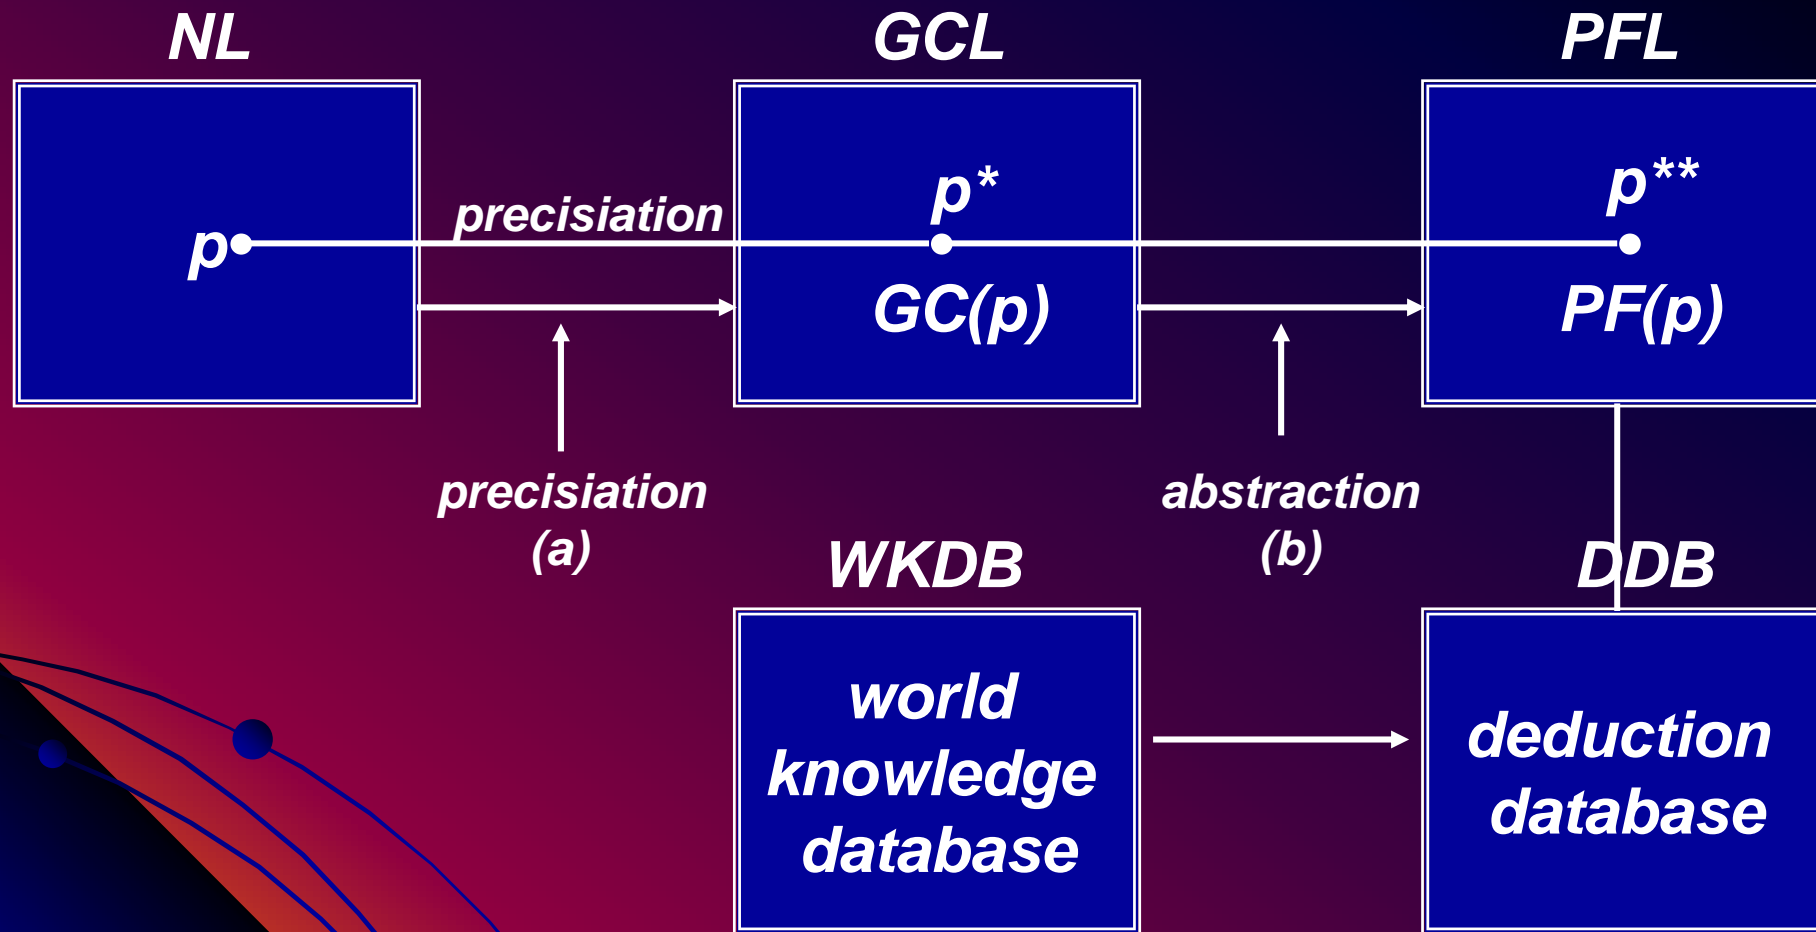 NL
GCL
PFL
p
precisiation
p*
GC(p)
p**
PF(p)
precisiation
(a)
abstraction
(b)
WKDB
DDB
world
knowledge
database
deduction
database